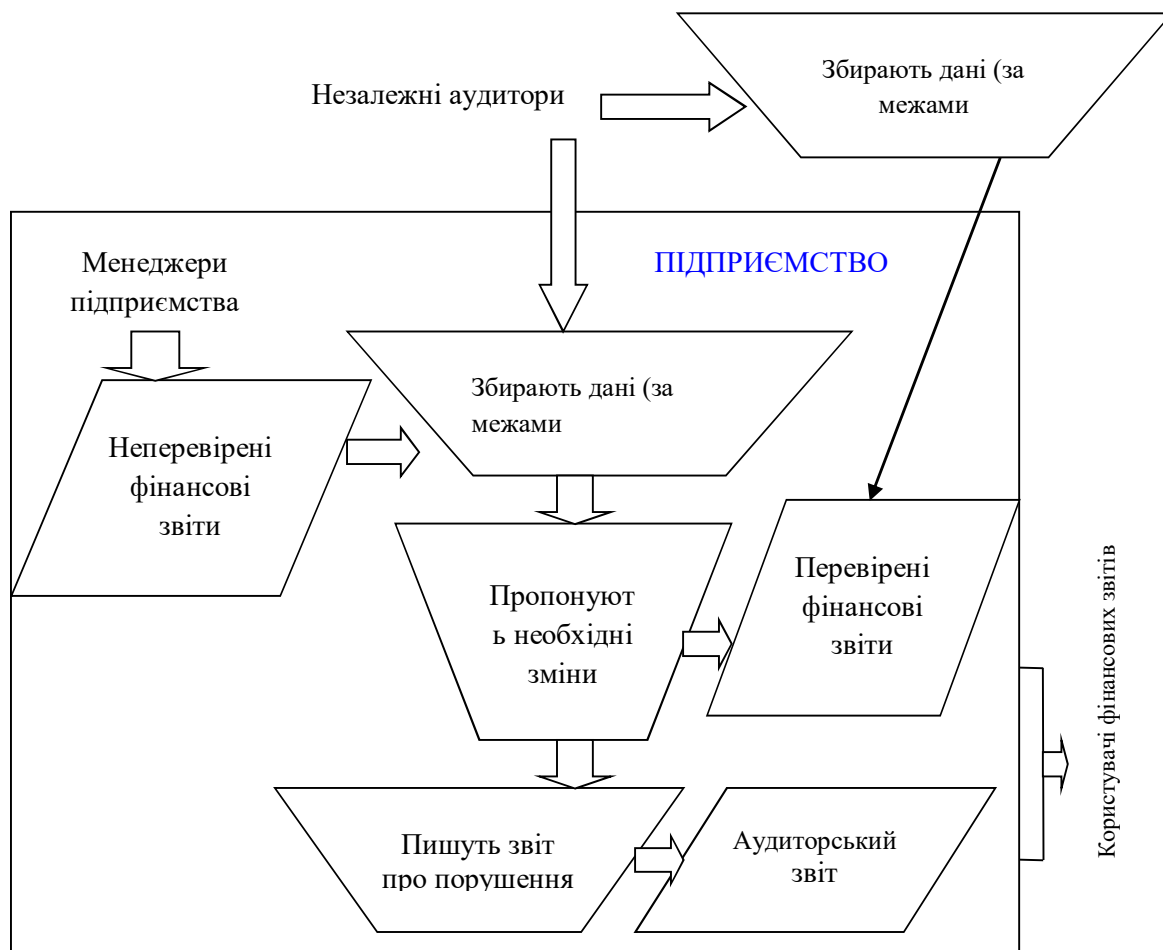 Збирають дані (за
межами
Незалежні аудитори
ПІДПРИЄМСТВО
Менеджери
підприємства
Збирають дані (за
межами
Неперевірені
фінансові
звіти
Пропонуют
ь необхідні
зміни
Перевірені
фінансові
звіти
Користувачі фінансових звітів
Пишуть звіт
про порушення
Аудиторський
звіт